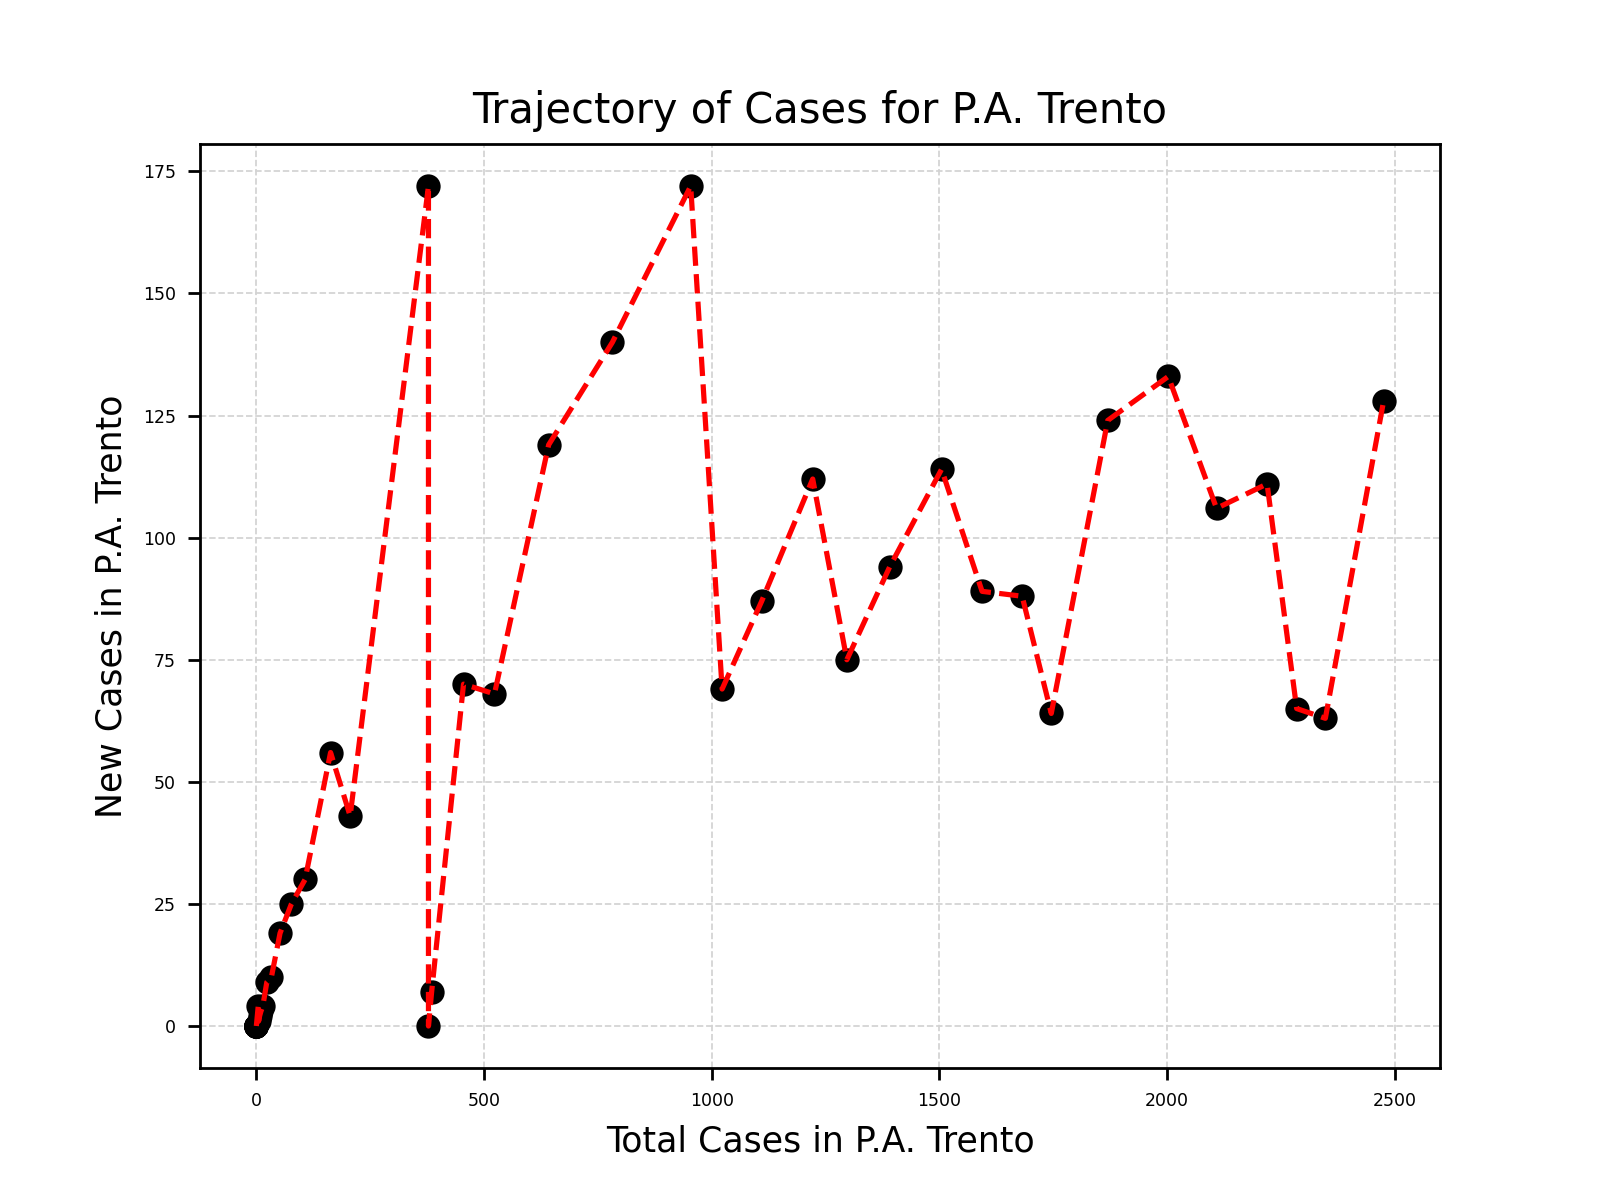 Trajectory of Cases for P.A. Trento
175
150
125
100
75
50
25
0
New Cases in P.A. Trento
0 500 1000 1500 2000 2500
Total Cases in P.A. Trento